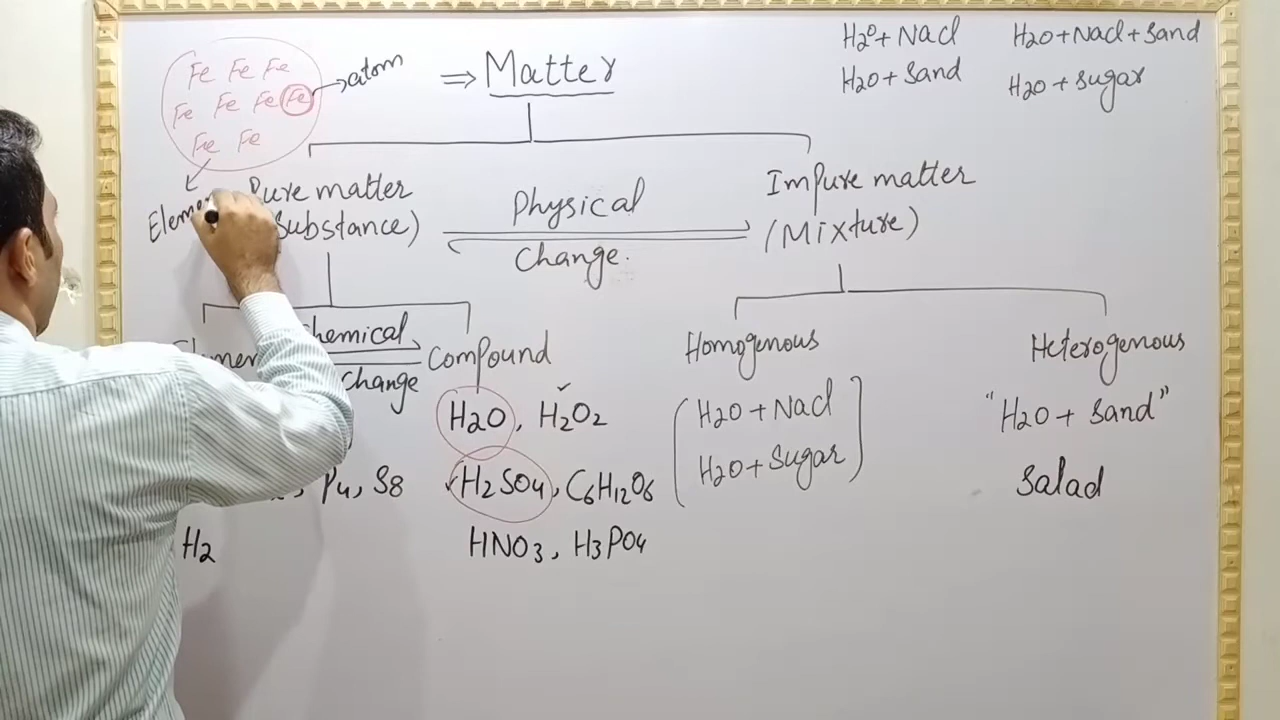 H2O + Nacl
H2O + Nacl + Sand
H2O + Sand
H2O + Sugar
Fe Fe Fe
Fe Fe Fe Fe
Fe Fe
→ atom
⇒ Matter
Pure matter
Substance)
Physical
Change.
Impure matter
(Mixture)
Chemical
Change
Compound
Homogenous
Heterogenous
H2O, H2O2
H2O + Nacl
"H2O + Sand"
P4, S8
H2SO4, C6H12O6
H2O + Sugar
Salad
H2
HNO3, H3PO4